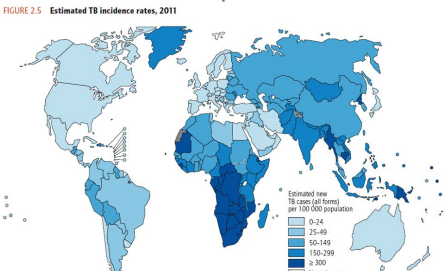 FIGURE 2.5 Estimated TB incidence rates, 2011
Estimated new
TB cases (all forms)
per 100 000 population
0–24
25–49
50–149
150–299
≥ 300